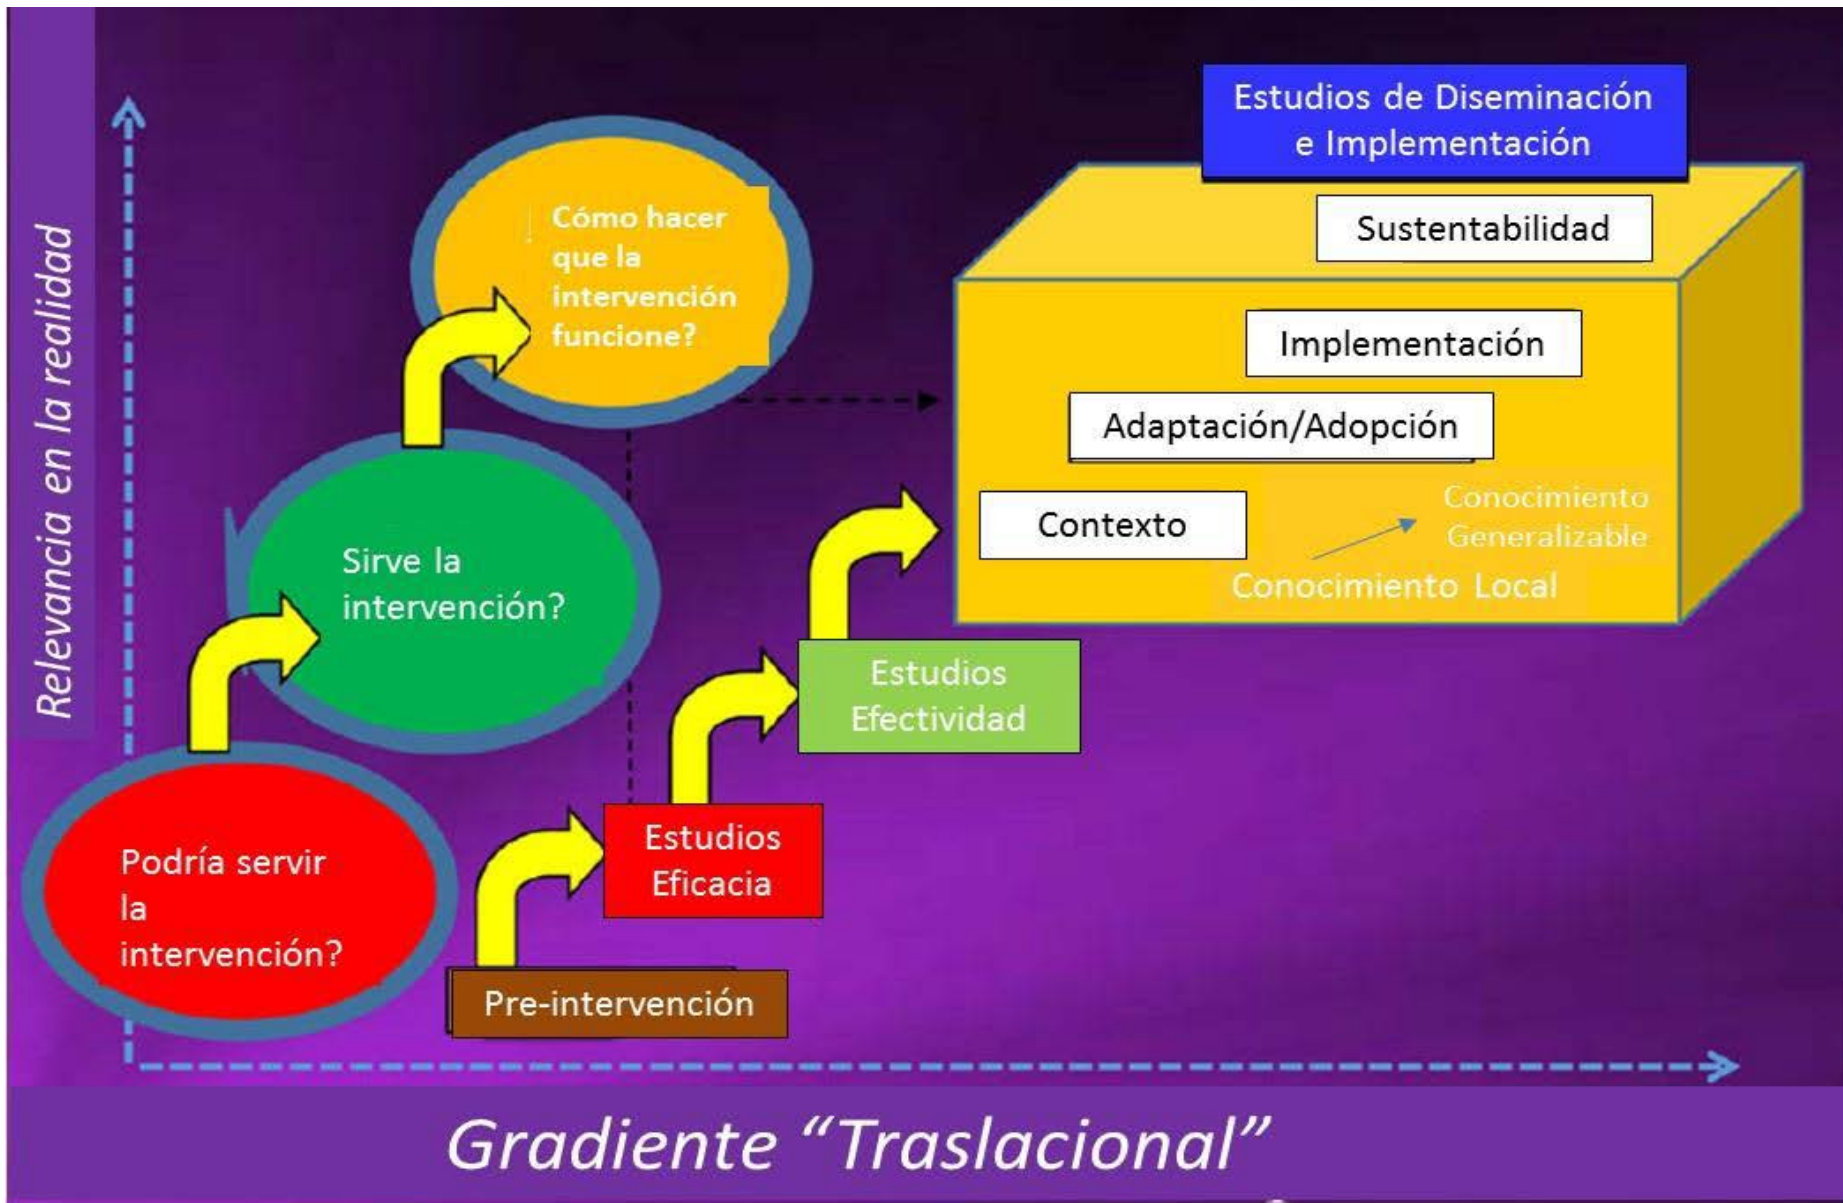 Relevancia en la realidad
Cómo hacer
que la
intervención
funcione?
Sirve la
intervención?
Podría servir
la
intervención?
Pre-intervención
Estudios
Eficacia
Estudios
Efectividad
Estudios de Diseminación
e Implementación
Sustentabilidad
Implementación
Adaptación/Adopción
Contexto
Conocimiento
Generalizable
Conocimiento Local
Gradiente “Traslacional”